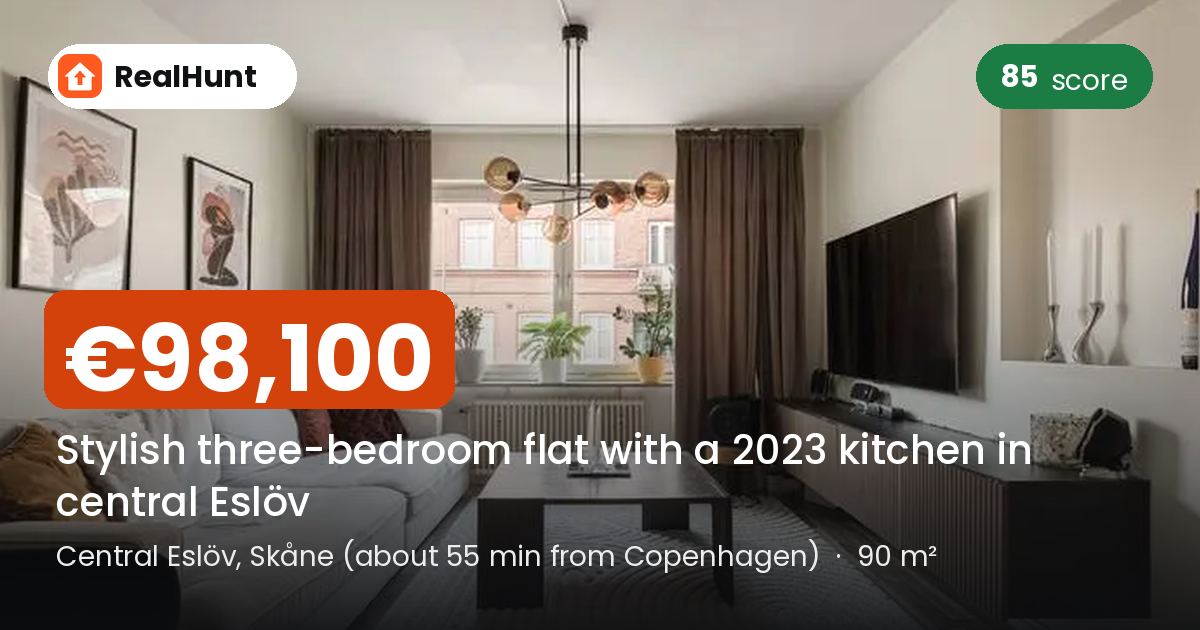 RealHunt
85 score
€98,100
Stylish three-bedroom flat with a 2023 kitchen in
central Eslöv
Central Eslöv, Skåne (about 55 min from Copenhagen) · 90 m²